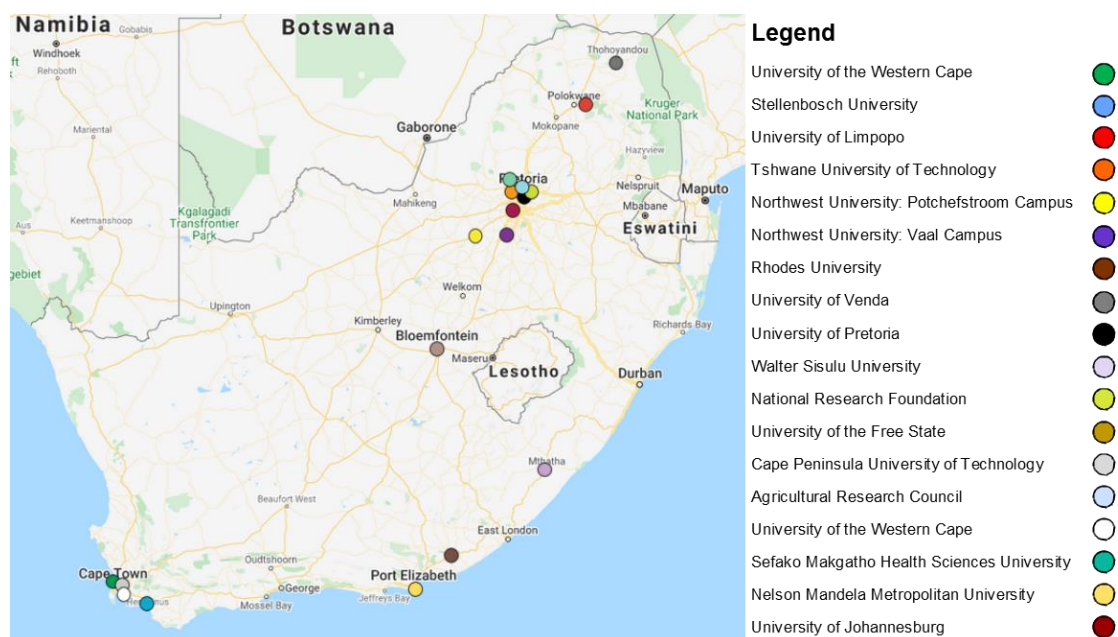 Namibia
Botswana
Gobabis
Windhoek
Rehoboth
Thohoyandou
Polokwane
Kruger
National Park
Mokopane
Gaborone
Mariental
Hazyview
Pretoria
Nelspruit
Maputo
Mahikeng
Mbabane
Kgalagadi
Transfrontier
Park
Keetmanshoop
Aus
Eswatini
gebiet
Welkom
Upington
Kimberley
Richards Bay
Bloemfontein
Maseru
Lesotho
Durban
Mthatha
Beaufort West
East London
Oudtshoorn
Cape Town
Port Elizabeth
George
Jeffreys Bay
Mossel Bay
Legend
University of the Western Cape
Stellenbosch University
University of Limpopo
Tshwane University of Technology
Northwest University: Potchefstroom Campus
Northwest University: Vaal Campus
Rhodes University
University of Venda
University of Pretoria
Walter Sisulu University
National Research Foundation
University of the Free State
Cape Peninsula University of Technology
Agricultural Research Council
University of the Western Cape
Sefako Makgatho Health Sciences University
Nelson Mandela Metropolitan University
University of Johannesburg